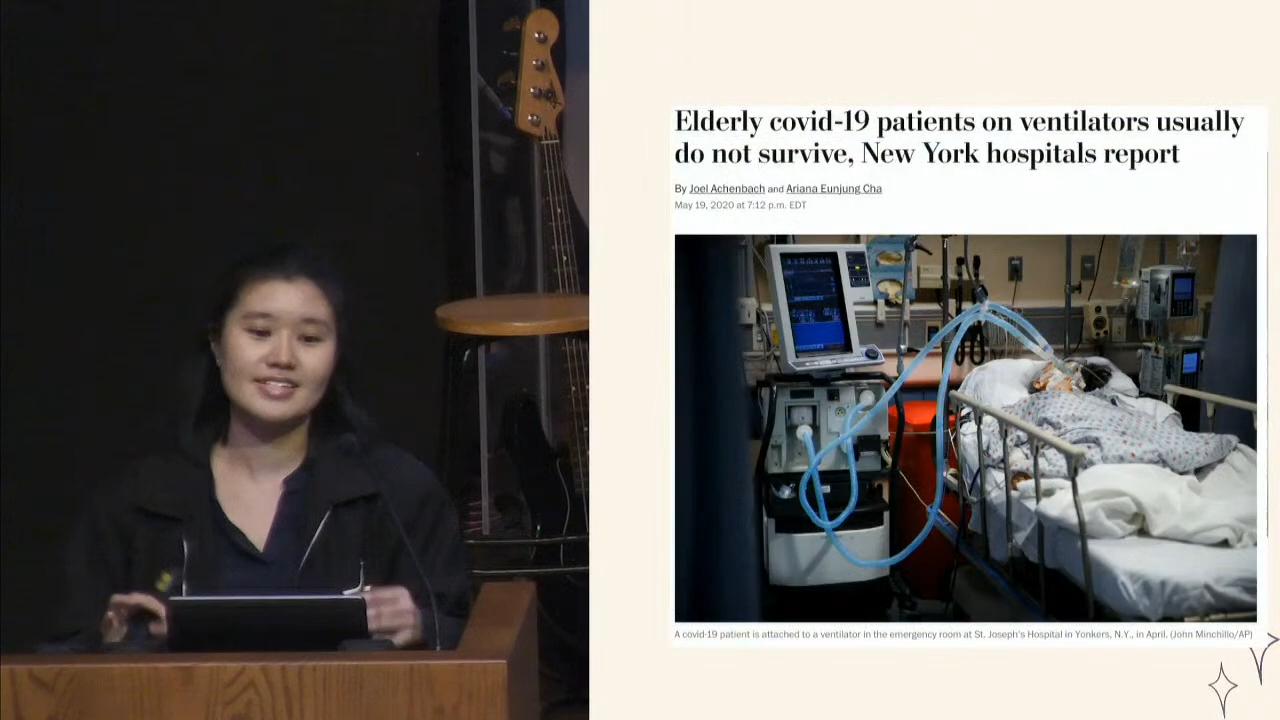 Elderly covid-19 patients on ventilators usually
do not survive, New York hospitals report
By Joel Achenbach and Ariana Eunjung Cha
May 19, 2020 at 7:12 p.m. EDT
A covid-19 patient is attached to a ventilator in the emergency room at St. Joseph's Hospital in Yonkers, N.Y., in April. (John Minchillo/AP)